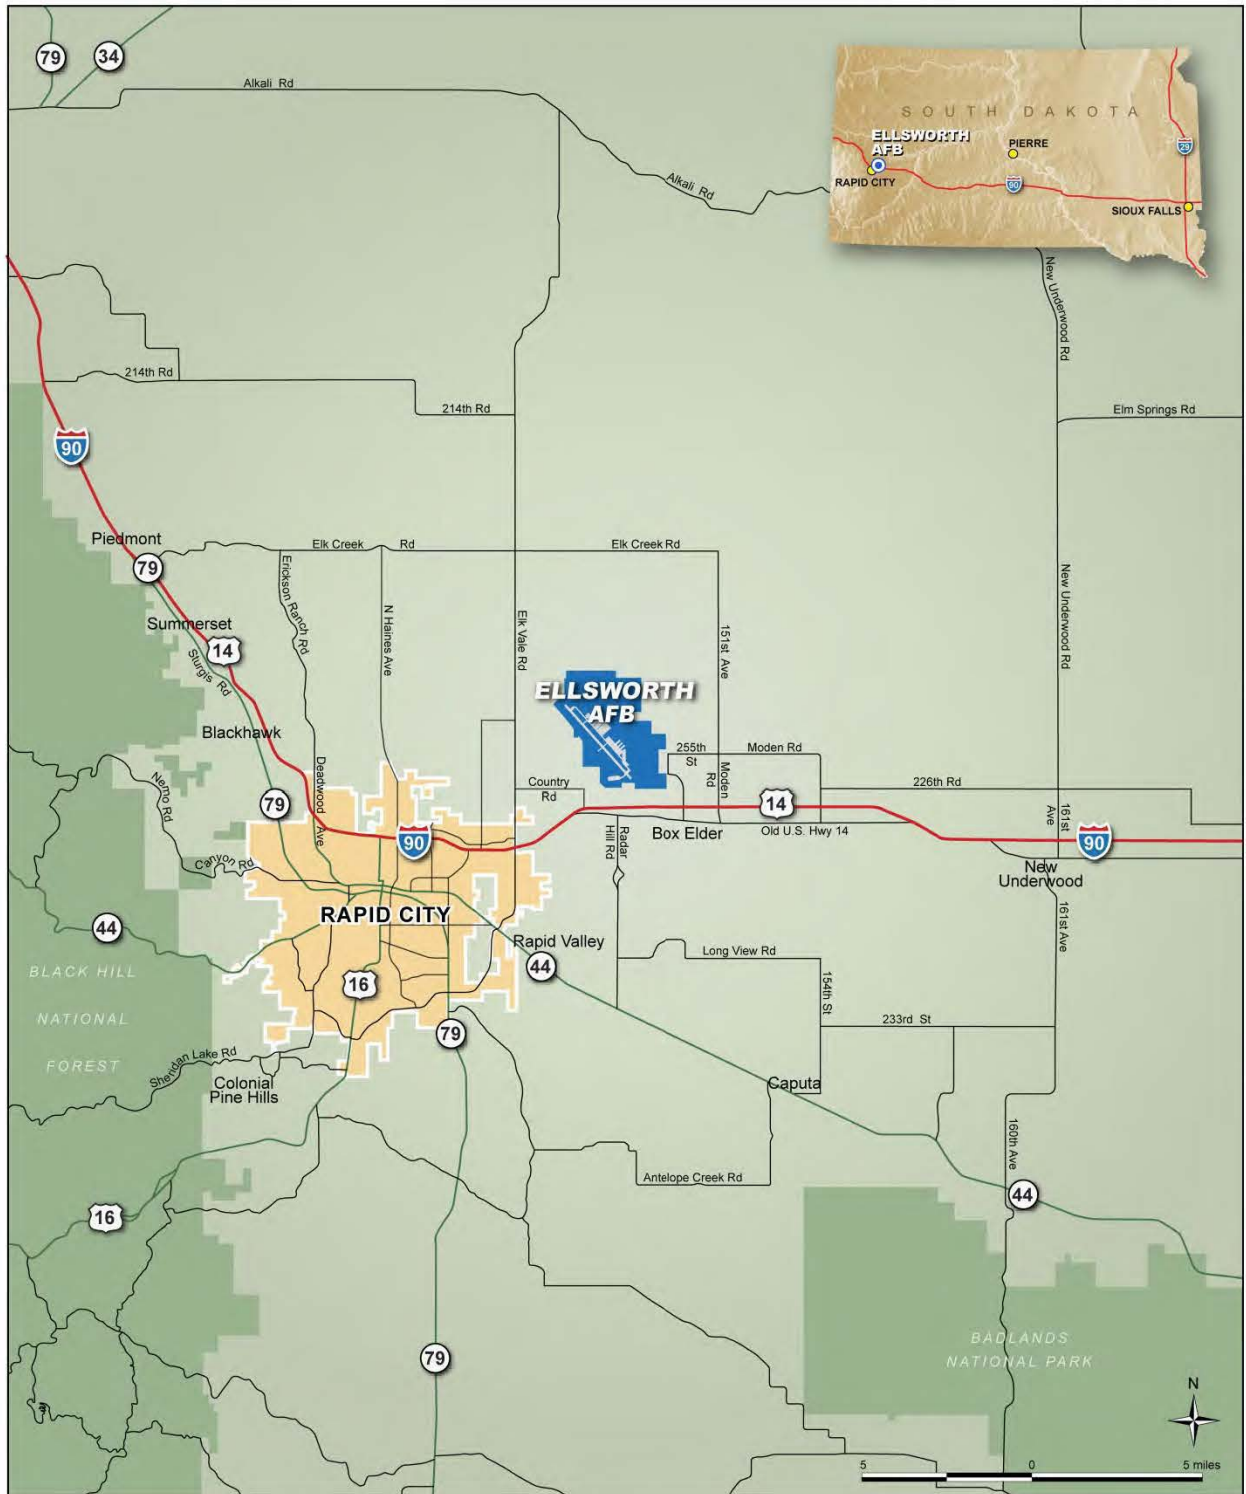 79
34
Alkali Rd
SOUTH DAKOTA
ELLSWORTH
AFB
PIERRE
29
RAPID CITY
90
SIOUX FALLS
Alkali Rd
New Underwood Rd
214th Rd
214th Rd
Elm Springs Rd
90
Piedmont
79
Elk Creek Rd
Elk Creek Rd
Erickson Ranch Rd
N Haines Ave
Elk Vale Rd
151st Ave
New Underwood Rd
Summerset
14
Sturgis Rd
ELLSWORTH
AFB
Blackhawk
255th
St
Moden Rd
Moden
Rd
Nemo Rd
Deadwood Ave
Country
Rd
226th Rd
79
14
161st
Ave
90
Radar
Hill Rd
Box Elder
Old U.S. Hwy 14
90
Canyon Rd
New
Underwood
RAPID CITY
44
Rapid Valley
161st Ave
44
Long View Rd
BLACK HILL
NATIONAL
FOREST
16
154th St
79
233rd St
Sheridan Lake Rd
Colonial
Pine Hills
Caputa
160th Ave
Antelope Creek Rd
44
16
BADLANDS
NATIONAL PARK
79
N
5 0 5 miles